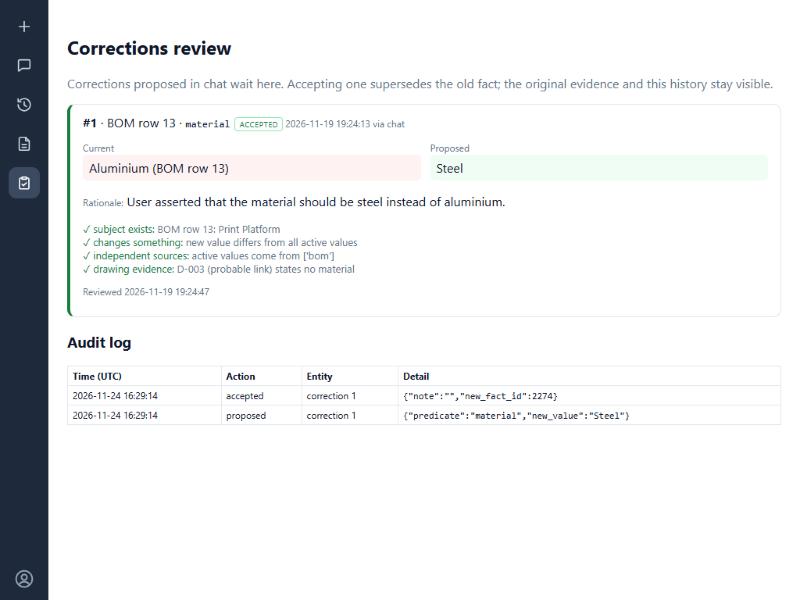 Corrections review
Corrections proposed in chat wait here. Accepting one supersedes the old fact; the original evidence and this history stay visible.
#1 · BOM row 13 · material ACCEPTED 2026-11-19 19:24:13 via chat
Current Proposed
Aluminium (BOM row 13) Steel
Rationale: User asserted that the material should be steel instead of aluminium.
✓ subject exists: BOM row 13: Print Platform
✓ changes something: new value differs from all active values
✓ independent sources: active values come from ['bom']
✓ drawing evidence: D-003 (probable link) states no material
Reviewed 2026-11-19 19:24:47
Audit log
Time (UTC) Action Entity Detail
2026-11-24 16:29:14 accepted correction 1 {"note":"","new_fact_id":2274}
2026-11-24 16:29:14 proposed correction 1 {"predicate":"material","new_value":"Steel"}